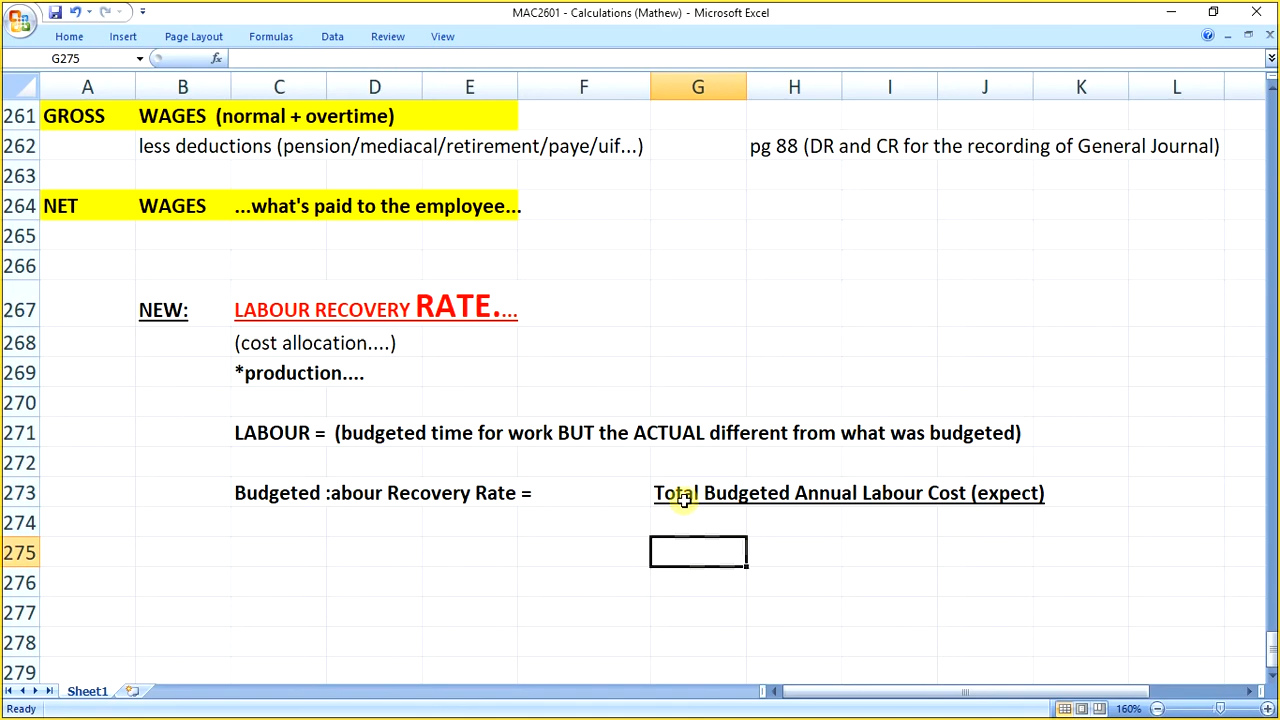 MAC2601 - Calculations (Mathew) - Microsoft Excel
Home Insert Page Layout Formulas Data Review View
G275 fx
A B C D E F G H I J K L
261 GROSS WAGES (normal + overtime)
262 less deductions (pension/mediacal/retirement/paye/uif...) pg 88 (DR and CR for the recording of General Journal)
263
264 NET WAGES ...what's paid to the employee...
265
266
267 NEW: LABOUR RECOVERY RATE....
268 (cost allocation....)
269 *production....
270
271 LABOUR = (budgeted time for work BUT the ACTUAL different from what was budgeted)
272
273 Budgeted :abour Recovery Rate = Total Budgeted Annual Labour Cost (expect)
274
275
276
277
278
279
Sheet1
Ready 160%